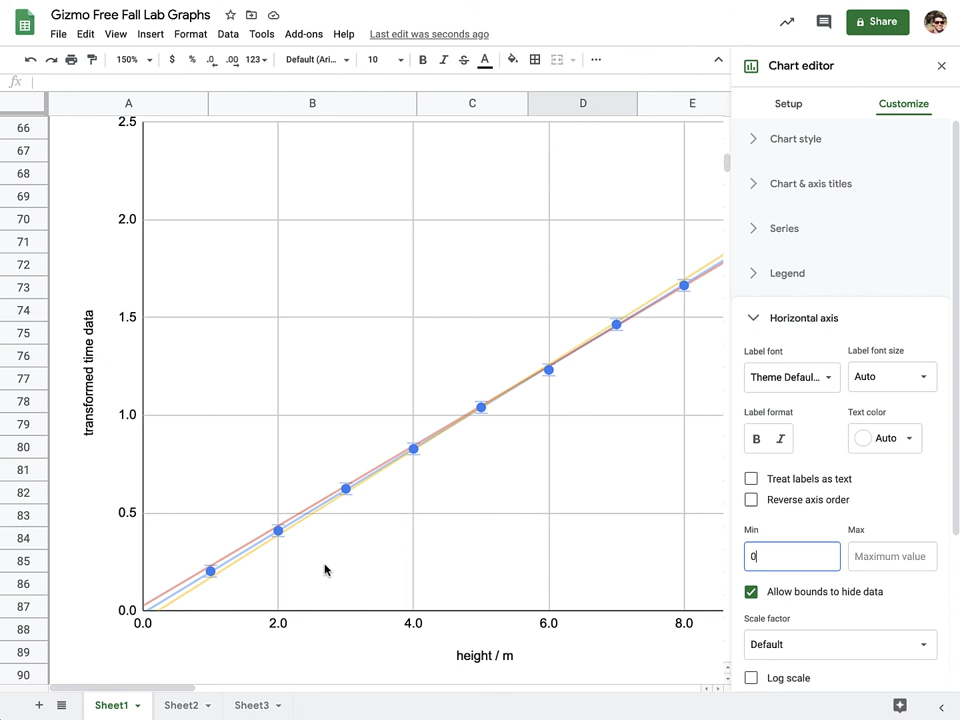 Gizmo Free Fall Lab Graphs
File Edit View Insert Format Data Tools Add-ons Help Last edit was seconds ago
Share
150% $ % .0 .00 123 Default (Ari... 10 B I S A
fx
A B C D E
66
67
68
69
70
71
72
73
74
75
76
77
78
79
80
81
82
83
84
85
86
87
88
89
90
2.5
2.0
1.5
1.0
0.5
0.0
transformed time data
0.0 2.0 4.0 6.0 8.0
height / m
Chart editor
Setup Customize
Chart style
Chart & axis titles
Series
Legend
Horizontal axis
Label font Label font size
Theme Defaul... Auto
Label format Text color
B I Auto
Treat labels as text
Reverse axis order
Min Max
0 Maximum value
Allow bounds to hide data
Scale factor
Default
Log scale
Sheet1 Sheet2 Sheet3